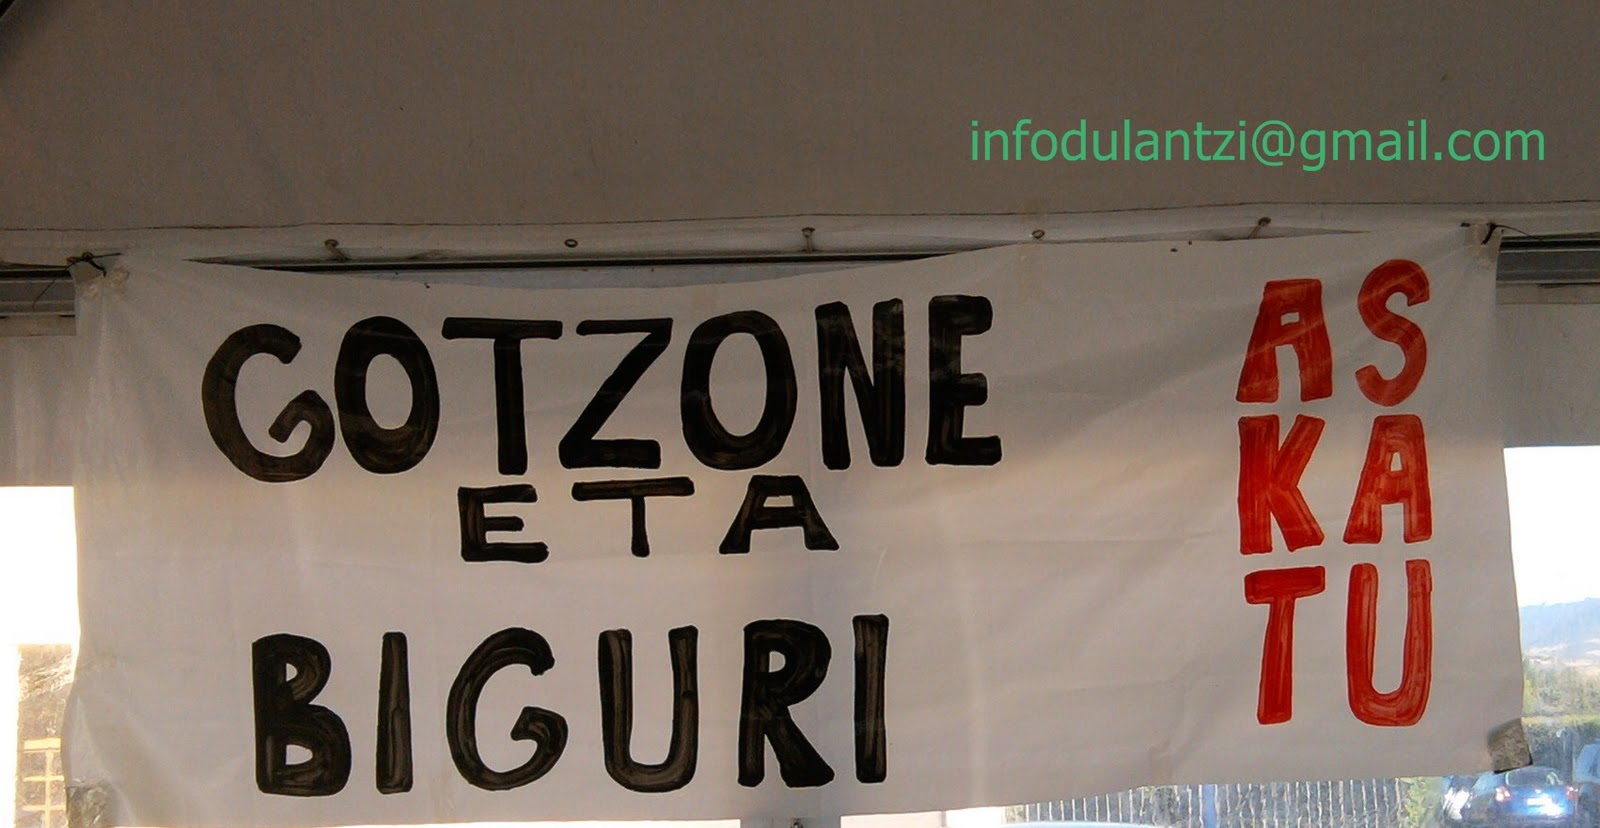 infodulantzi@gmail.com
GOTZONE
ETA
BIGURI
AS
KA
TU